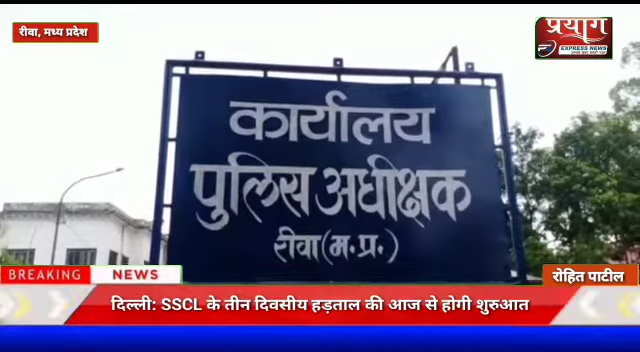 रीवा, मध्य प्रदेश
प्रयाग
EXPRESS NEWS
कार्यालय
पुलिस अधीक्षक
रीवा (म.प्र.)
BREAKING NEWS
रोहित पाटील
दिल्ली: SSCL के तीन दिवसीय हड़ताल की आज से होगी शुरुआत